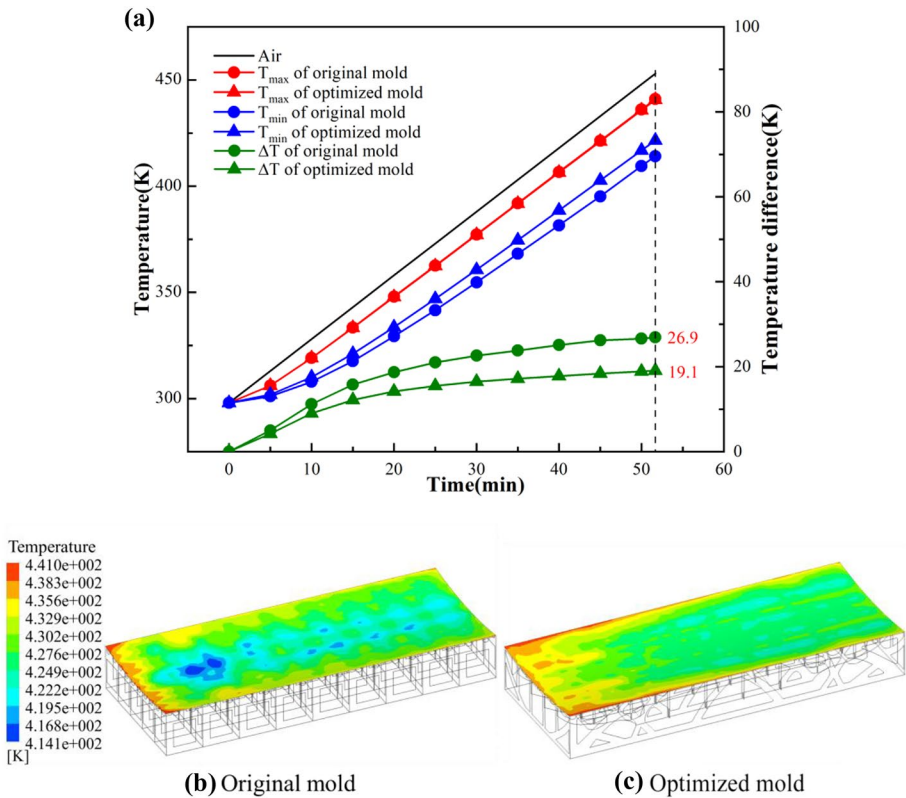 (a)
Air
Tmax of original mold
Tmax of optimized mold
Tmin of original mold
Tmin of optimized mold
ΔT of original mold
ΔT of optimized mold
Temperature(K)
450
400
350
300
100
80
60
40
20
0
Temperature difference(K)
26.9
19.1
0
10
20
30
40
50
60
Time(min)
Temperature
4.410e+002
4.383e+002
4.356e+002
4.329e+002
4.302e+002
4.276e+002
4.249e+002
4.222e+002
4.195e+002
4.168e+002
4.141e+002
[K]
(b) Original mold
(c) Optimized mold